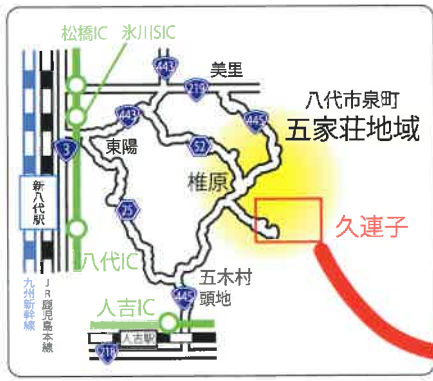 松橋IC 氷川SIC
443
美里
219
八代市泉町
五家荘地域
443
445
3
東陽
52
椎原
新八代駅
25
久連子
八代IC
五木村
頭地
九州新幹線
JR鹿児島本線
445
人吉IC
人吉駅